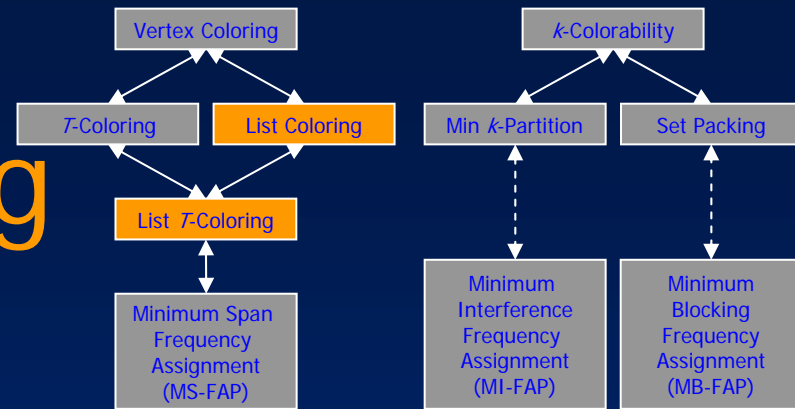 Vertex Coloring
k-Colorability
T-Coloring
List Coloring
Min k-Partition
Set Packing
g
List T-Coloring
Minimum Span
Frequency
Assignment
(MS-FAP)
Minimum
Interference
Frequency
Assignment
(MI-FAP)
Minimum
Blocking
Frequency
Assignment
(MB-FAP)